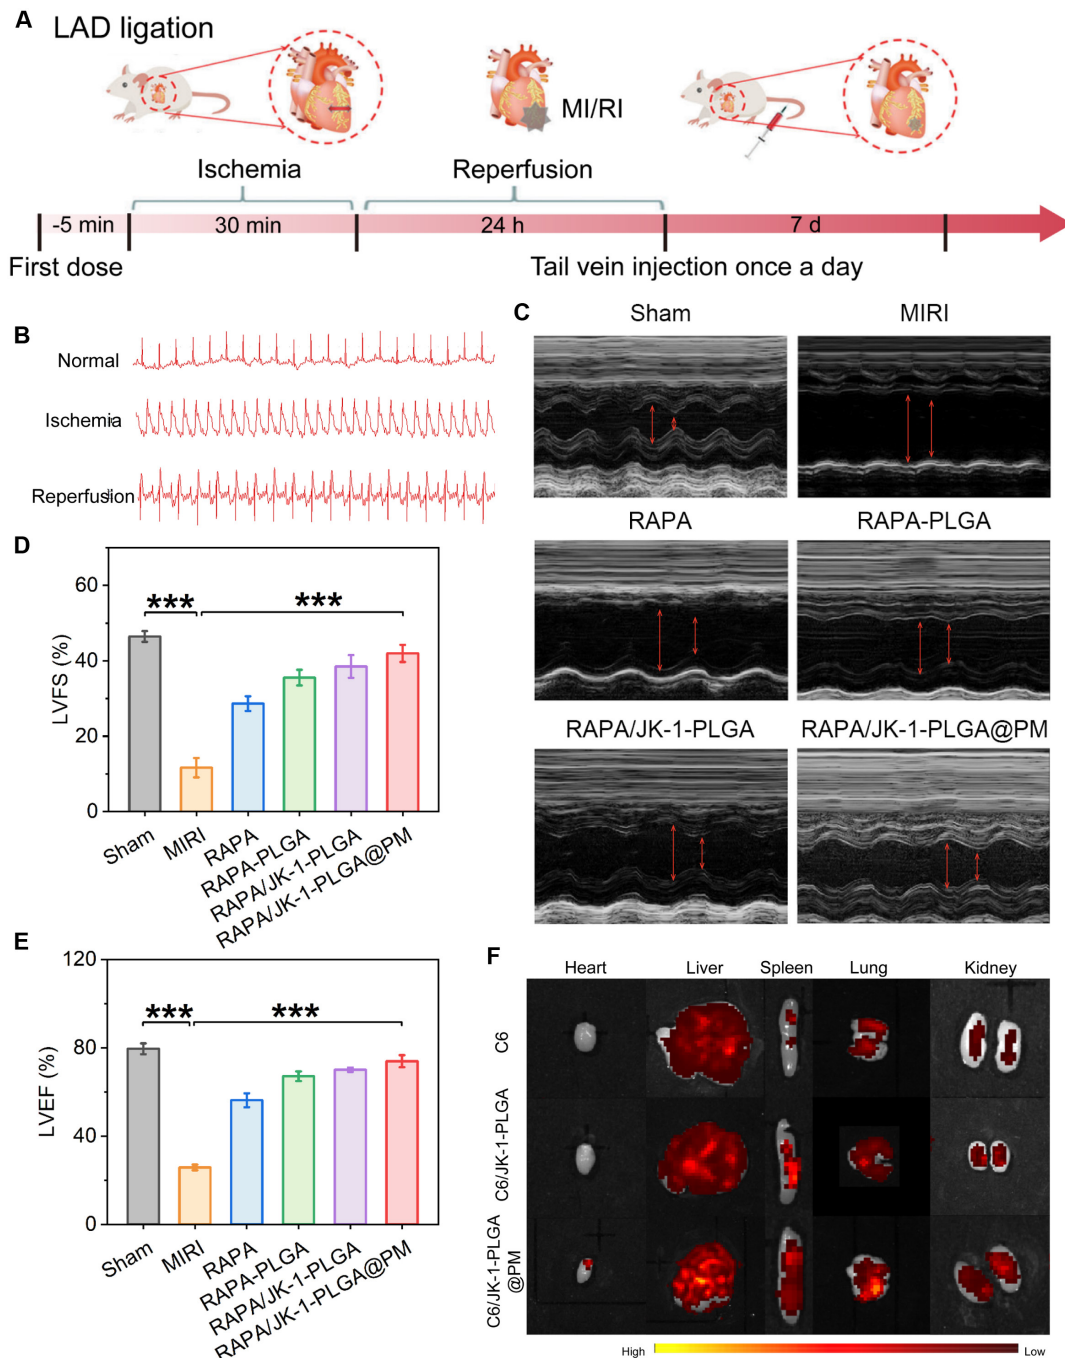 A
LAD ligation
MI/RI
Ischemia
Reperfusion
-5 min
30 min
24 h
7 d
First dose
Tail vein injection once a day
B
Normal
Ischemia
Reperfusion
C
Sham
MIRI
RAPA
RAPA-PLGA
RAPA/JK-1-PLGA
RAPA/JK-1-PLGA@PM
D
LVFS (%)
60
40
20
0
***
***
Sham
MIRI
RAPA
RAPA-PLGA
RAPA/JK-1-PLGA
RAPA/JK-1-PLGA@PM
E
LVEF (%)
120
80
40
0
***
***
Sham
MIRI
RAPA
RAPA-PLGA
RAPA/JK-1-PLGA
RAPA/JK-1-PLGA@PM
F
Heart
Liver
Spleen
Lung
Kidney
C6
C6/JK-1-PLGA
C6/JK-1-PLGA
@PM
High
Low